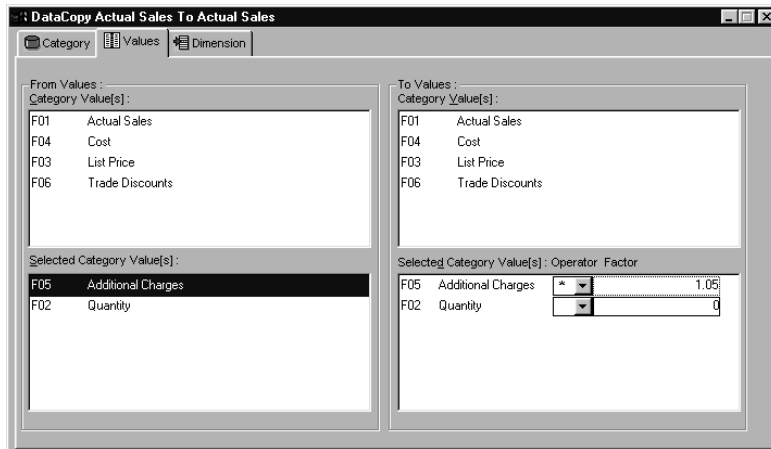 DataCopy Actual Sales To Actual Sales
Category Values Dimension
From Values :
Category Value[s] :
F01 Actual Sales
F04 Cost
F03 List Price
F06 Trade Discounts
Selected Category Value[s] :
F05 Additional Charges
F02 Quantity
To Values :
Category Value[s] :
F01 Actual Sales
F04 Cost
F03 List Price
F06 Trade Discounts
Selected Category Value[s] : Operator Factor
F05 Additional Charges * 1.05
F02 Quantity 0